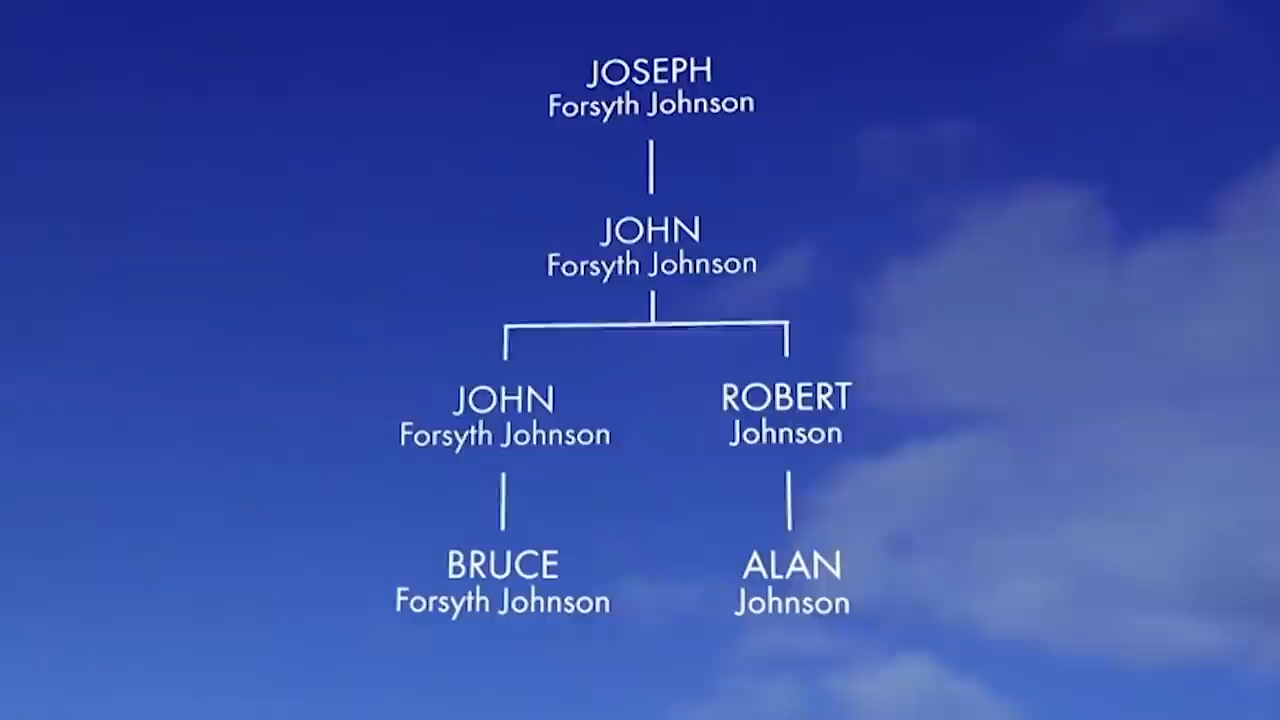 JOSEPH
Forsyth Johnson
JOHN
Forsyth Johnson
JOHN
Forsyth Johnson
ROBERT
Johnson
BRUCE
Forsyth Johnson
ALAN
Johnson